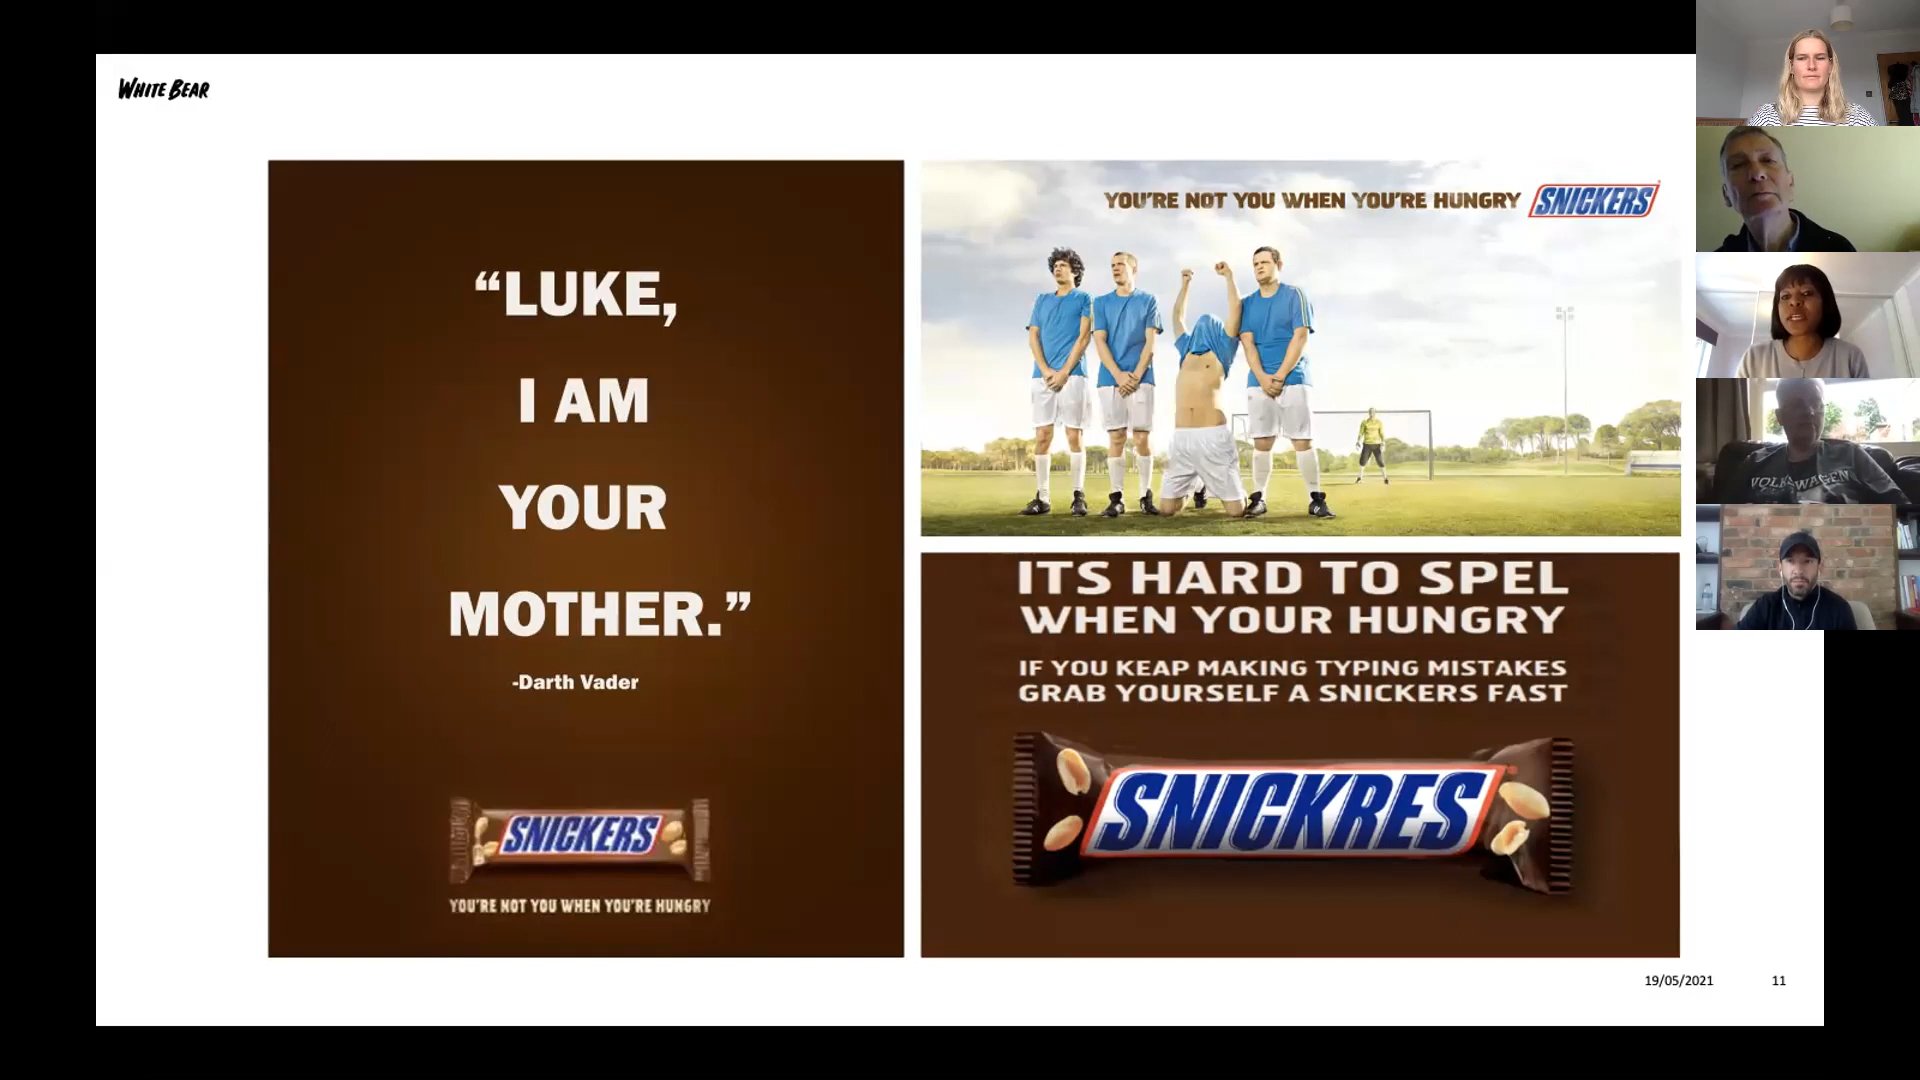 WHITE BEAR
“LUKE,
I AM
YOUR
MOTHER.”
-Darth Vader
SNICKERS
YOU'RE NOT YOU WHEN YOU'RE HUNGRY
YOU'RE NOT YOU WHEN YOU'RE HUNGRY SNICKERS
ITS HARD TO SPEL
WHEN YOUR HUNGRY
IF YOU KEAP MAKING TYPING MISTAKES
GRAB YOURSELF A SNICKERS FAST
SNICKRES
19/05/2021 11
VOLKSWAGEN